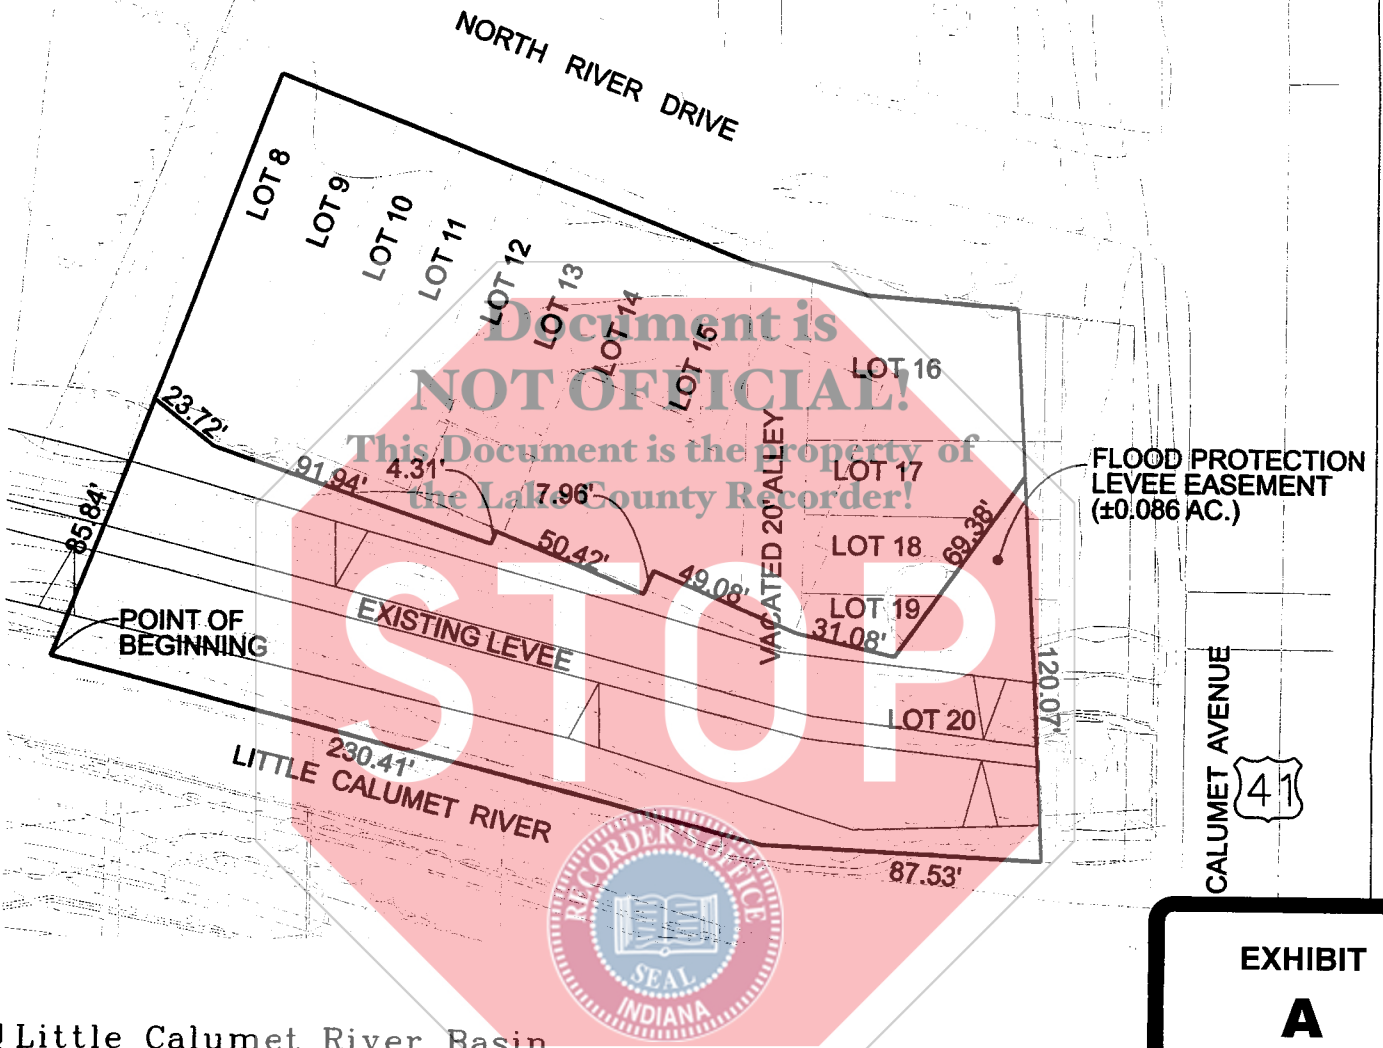 NORTH RIVER DRIVE
LOT 8
LOT 9
LOT 10
LOT 11
LOT 12
LOT 13
LOT 14
LOT 15
LOT 16
Document is
NOT OFFICIAL!
This Document is the property of
the Lake County Recorder!
STOP
23.72'
91.94'
4.31'
7.96'
50.42'
49.08'
VACATED 20' ALLEY
LOT 17
LOT 18
LOT 19
31.08'
69.38'
FLOOD PROTECTION
LEVEE EASEMENT
(±0.086 AC.)
85.84'
POINT OF
BEGINNING
EXISTING LEVEE
LOT 20
120.07'
230.41'
LITTLE CALUMET RIVER
87.53'
CALUMET AVENUE
41
RECORDER'S OFFICE
SEAL
INDIANA
EXHIBIT
A
Little Calumet River Basin